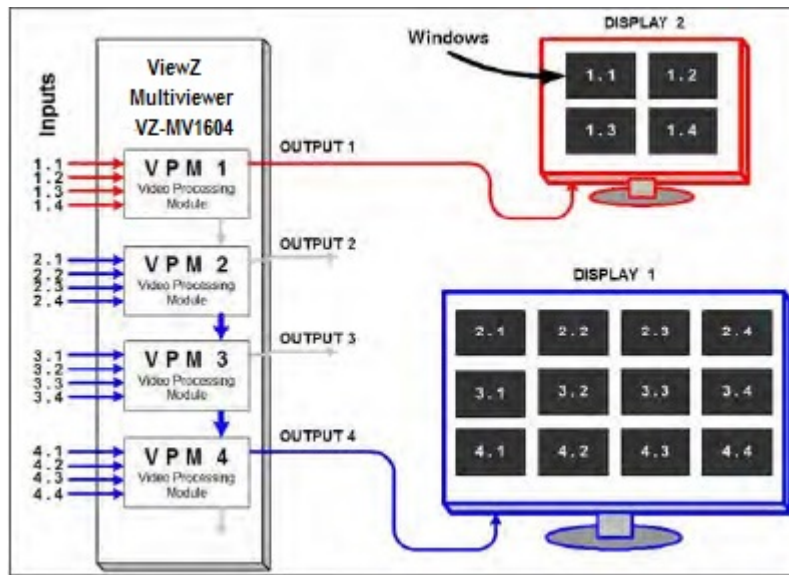 ViewZ
Multiviewer
VZ-MV1604
Inputs
1.1
1.2
1.3
1.4
VPM 1
Video Processing
Module
OUTPUT 1
2.1
2.2
2.3
2.4
VPM 2
Video Processing
Module
OUTPUT 2
3.1
3.2
3.3
3.4
VPM 3
Video Processing
Module
OUTPUT 3
4.1
4.2
4.3
4.4
VPM 4
Video Processing
Module
OUTPUT 4
Windows
DISPLAY 2
1.1 1.2
1.3 1.4
DISPLAY 1
2.1 2.2 2.3 2.4
3.1 3.2 3.3 3.4
4.1 4.2 4.3 4.4